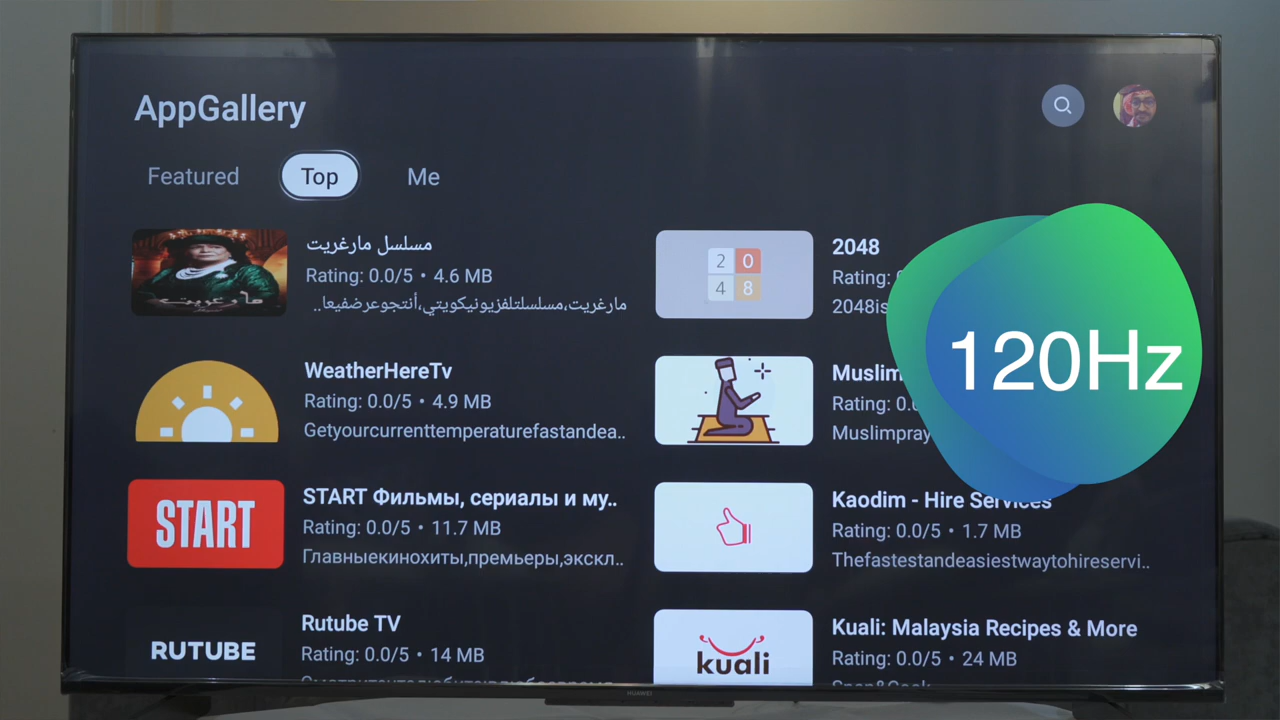 AppGallery
Featured
Top
Me
مسلسل مارغريت
Rating: 0.0/5 • 4.6 MB
مارغريت،مسلسلتلفزيونيكويتي،أنتجوعرضفيعا..
مارغريت
2048
Rating:
2048is
2 0
4 8
120Hz
WeatherHereTv
Rating: 0.0/5 • 4.9 MB
Getyourcurrenttemperaturefastandea..
Muslim
Rating: 0.
Muslimpray
START
START Фильмы, сериалы и му..
Rating: 0.0/5 • 11.7 MB
Главныекинохиты,премьеры,экскл..
Kaodim - Hire Services
Rating: 0.0/5 • 1.7 MB
Thefastestandeasiestwaytohireservi..
RUTUBE
Rutube TV
Rating: 0.0/5 • 14 MB
kuali
Kuali: Malaysia Recipes & More
Rating: 0.0/5 • 24 MB
HUAWEI